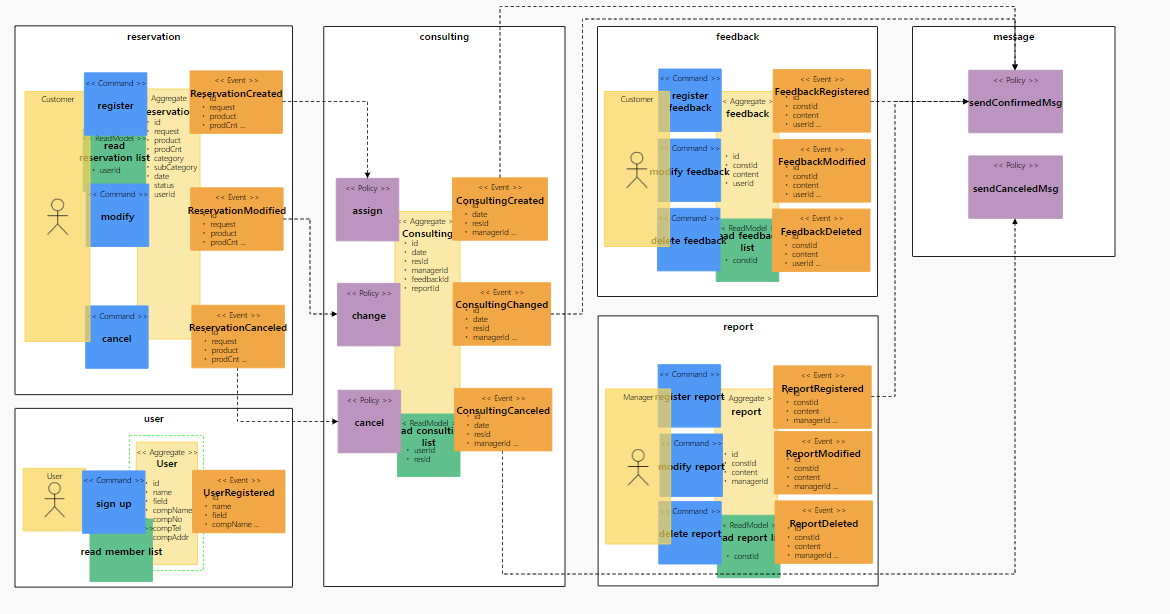 reservation
Customer
<< Command >>
register
Aggregate
id
request
product
prodCnt
category
subCategory
date
status
userId
<< Event >>
ReservationCreated
id
request
product
prodCnt ...
ReadModel >>
read
list
userId
<< Command >>
modify
<< Event >>
ReservationModified
id
request
product
prodCnt ...
<< Command >>
cancel
<< Event >>
ReservationCanceled
id
request
product
prodCnt ...
user
User
<< Command >>
sign up
<< Aggregate >>
User
id
name
field
compName
compNo
compTel
compAddr
<< Event >>
UserRegistered
id
name
field
compName ...
>>
read member list
consulting
<< Policy >>
assign
<< Aggregate >
Consulting
id
date
resId
managerId
feedbackId
reportId
<< Event >>
ConsultingCreated
id
date
resId
managerId ...
<< Policy >>
change
<< Event >>
ConsultingChanged
id
date
resId
managerId ...
<< Policy >>
cancel
< ReadModel >
list
userId
resId
<< Event >>
ConsultingCanceled
id
date
resId
managerId ...
feedback
Customer
<< Command >>
register
feedback
< Aggregate >
feedback
id
constId
content
userId
<< Event >>
FeedbackRegistered
id
constId
content
userId ...
<< Command >>
modify feedback
<< Event >>
FeedbackModified
id
constId
content
userId ...
<< Command >>
delete feedback
< ReadModel >
list
constId
<< Event >>
FeedbackDeleted
id
constId
content
userId ...
report
Manager
<< Command >>
register report
Aggregate >
report
id
constId
content
managerId
<< Event >>
ReportRegistered
id
constId
content
managerId ...
<< Command >>
modify report
<< Event >>
ReportModified
id
constId
content
managerId ...
<< Command >>
delete report
< ReadModel >
report
constId
<< Event >>
ReportDeleted
id
constId
content
managerId ...
message
<< Policy >>
sendConfirmedMsg
<< Policy >>
sendCanceledMsg